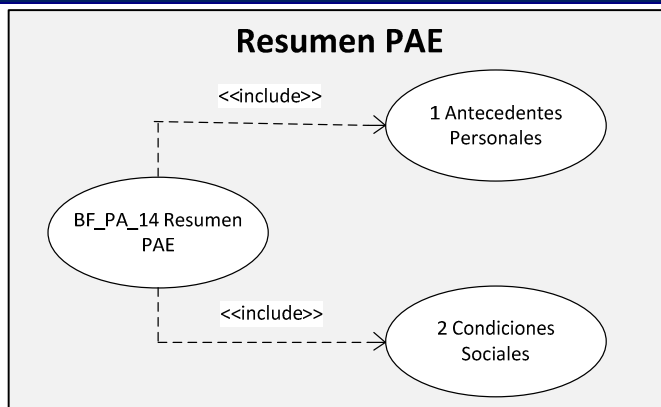 Resumen PAE
<<include>>
1 Antecedentes
Personales
BF_PA_14 Resumen
PAE
<<include>>
2 Condiciones
Sociales